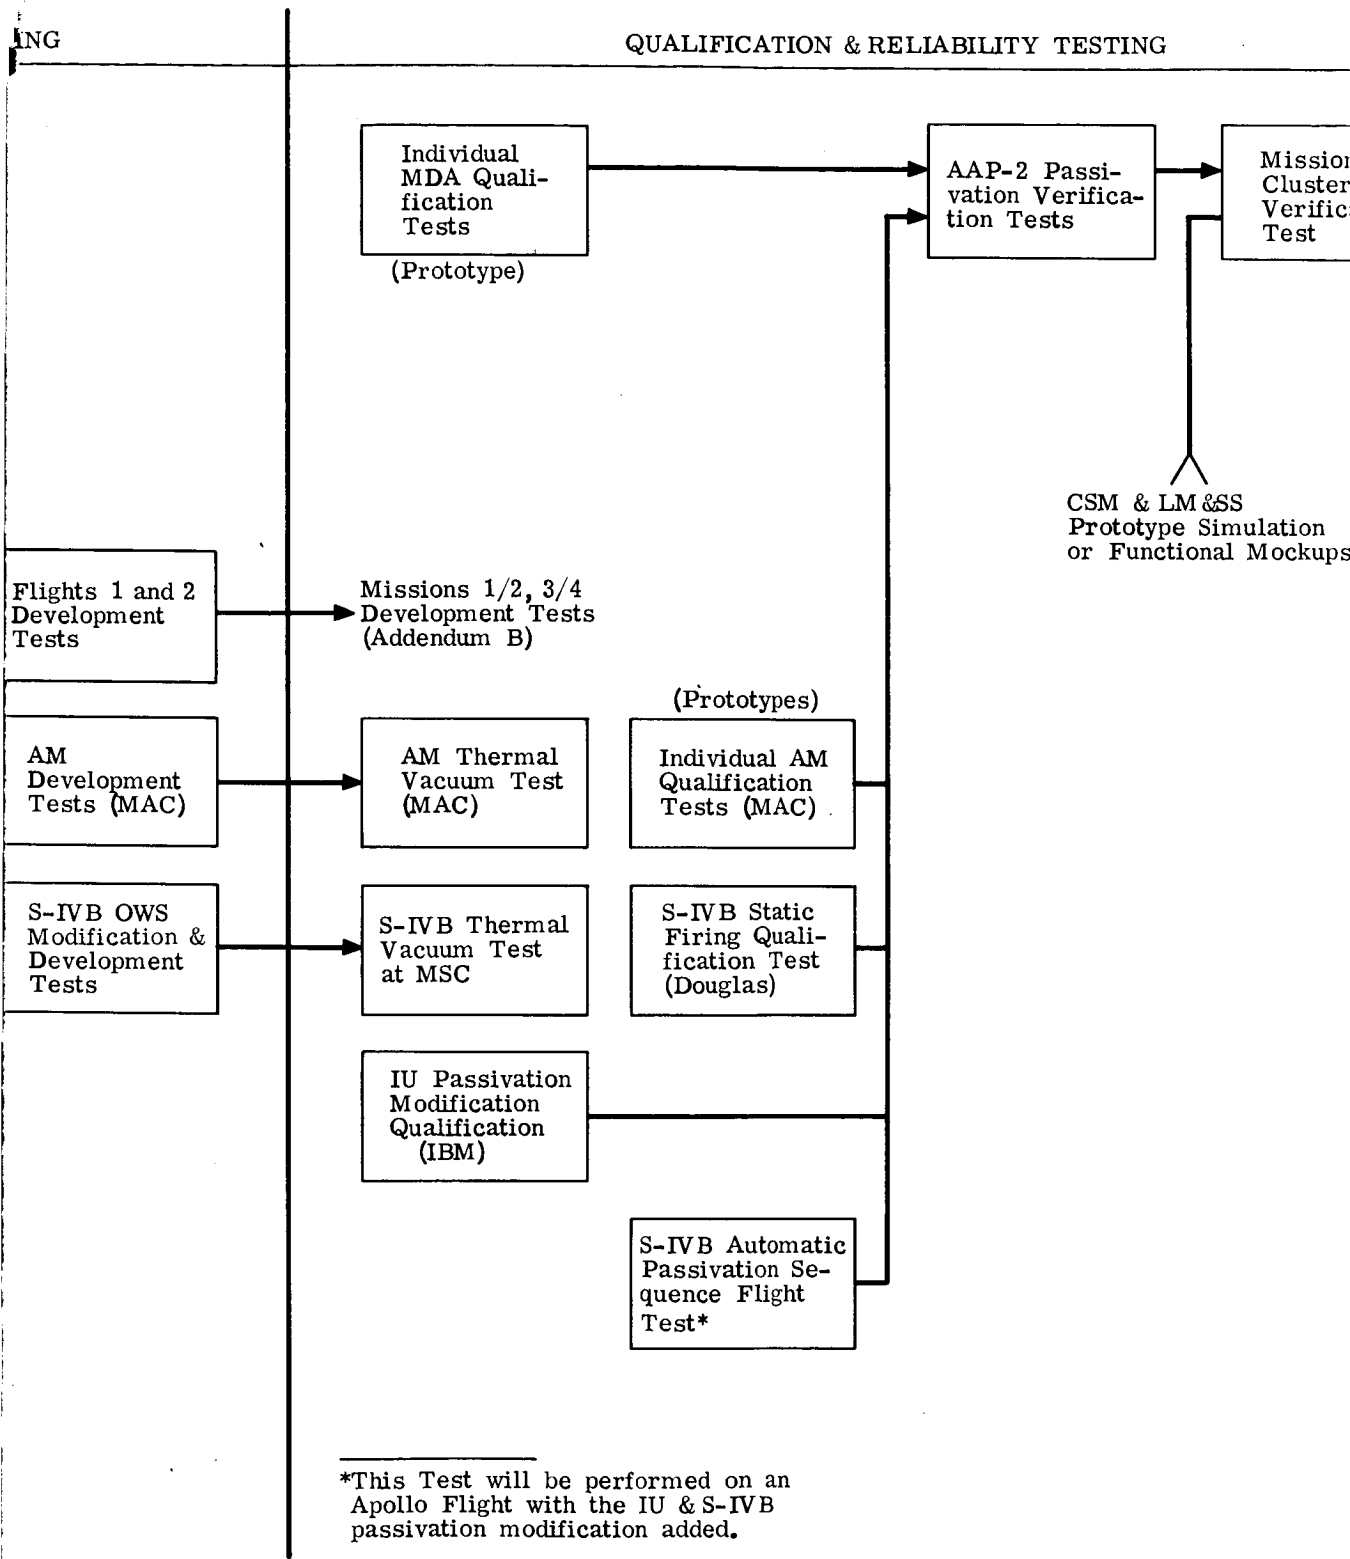 ING
QUALIFICATION & RELIABILITY TESTING
Individual
MDA Quali-
fication
Tests
(Prototype)
AAP-2 Passi-
vation Verifica-
tion Tests
Mission
Cluster
Verific
Test
CSM & LM &SS
Prototype Simulation
or Functional Mockups
Flights 1 and 2
Development
Tests
Missions 1/2, 3/4
Development Tests
(Addendum B)
AM
Development
Tests (MAC)
AM Thermal
Vacuum Test
(MAC)
(Prototypes)
Individual AM
Qualification
Tests (MAC)
S-IVB OWS
Modification &
Development
Tests
S-IVB Thermal
Vacuum Test
at MSC
S-IVB Static
Firing Quali-
fication Test
(Douglas)
IU Passivation
Modification
Qualification
(IBM)
S-IVB Automatic
Passivation Se-
quence Flight
Test*
*This Test will be performed on an
Apollo Flight with the IU & S-IVB
passivation modification added.